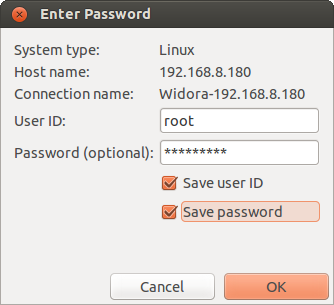 Enter Password
System type: Linux
Host name: 192.168.8.180
Connection name: Widora-192.168.8.180
User ID: root
Password (optional): *********
Save user ID
Save password
Cancel OK